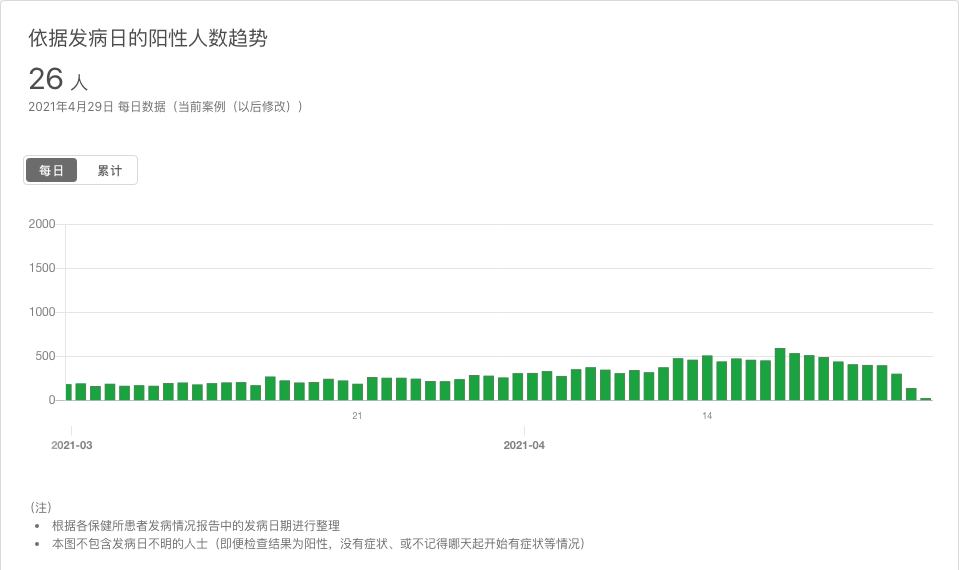 依据发病日的阳性人数趋势
26 人
2021年4月29日 每日数据（当前案例（以后修改））
每日 累计
2000
1500
1000
500
0
21 14
2021-03 2021-04
（注）
• 根据各保健所患者发病情况报告中的发病日期进行整理
• 本图不包含发病日不明的人士（即便检查结果为阳性，没有症状、或不记得哪天起开始有症状等情况）